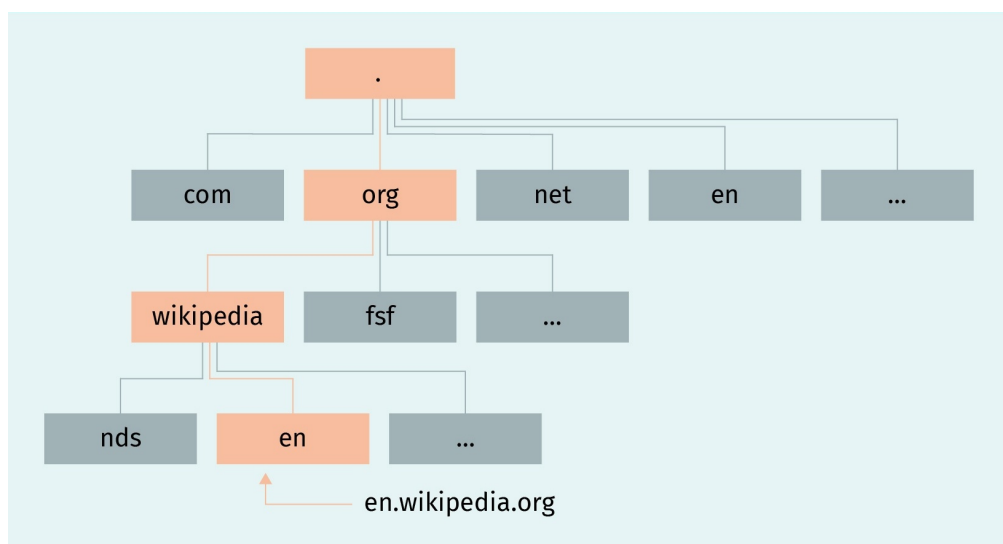 .
com org net en ...
wikipedia fsf ...
nds en ...
en.wikipedia.org